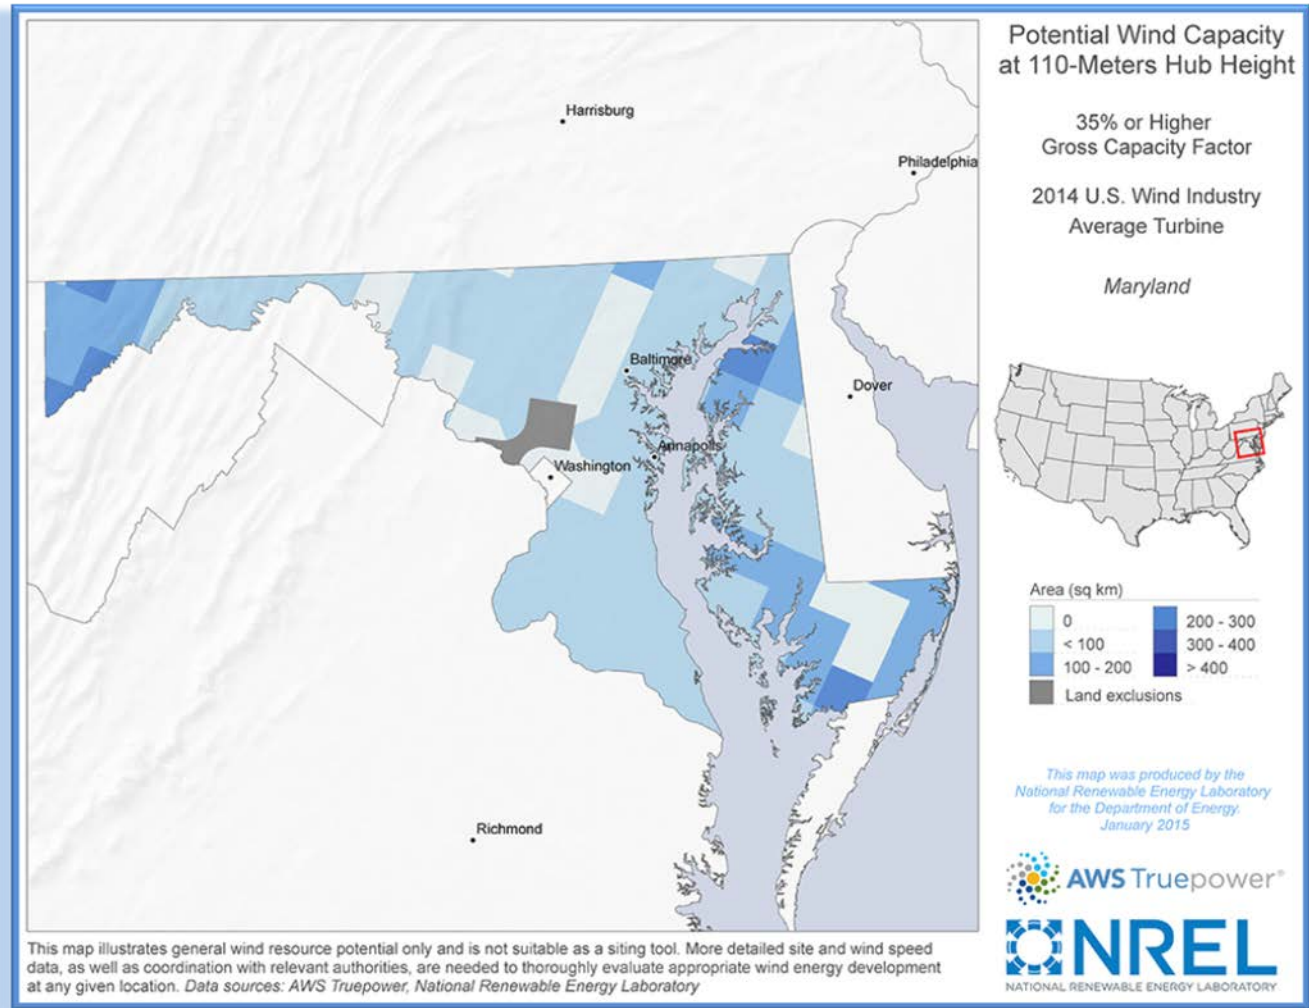 Potential Wind Capacity
at 110-Meters Hub Height
35% or Higher
Gross Capacity Factor
2014 U.S. Wind Industry
Average Turbine
Maryland
Harrisburg
Philadelphia
Baltimore
Dover
Annapolis
Washington
Richmond
Area (sq km)
0
< 100
100 - 200
200 - 300
300 - 400
> 400
Land exclusions
This map was produced by the
National Renewable Energy Laboratory
for the Department of Energy.
January 2015
AWS Truepower®
NREL
NATIONAL RENEWABLE ENERGY LABORATORY
This map illustrates general wind resource potential only and is not suitable as a siting tool. More detailed site and wind speed
data, as well as coordination with relevant authorities, are needed to thoroughly evaluate appropriate wind energy development
at any given location. Data sources: AWS Truepower, National Renewable Energy Laboratory